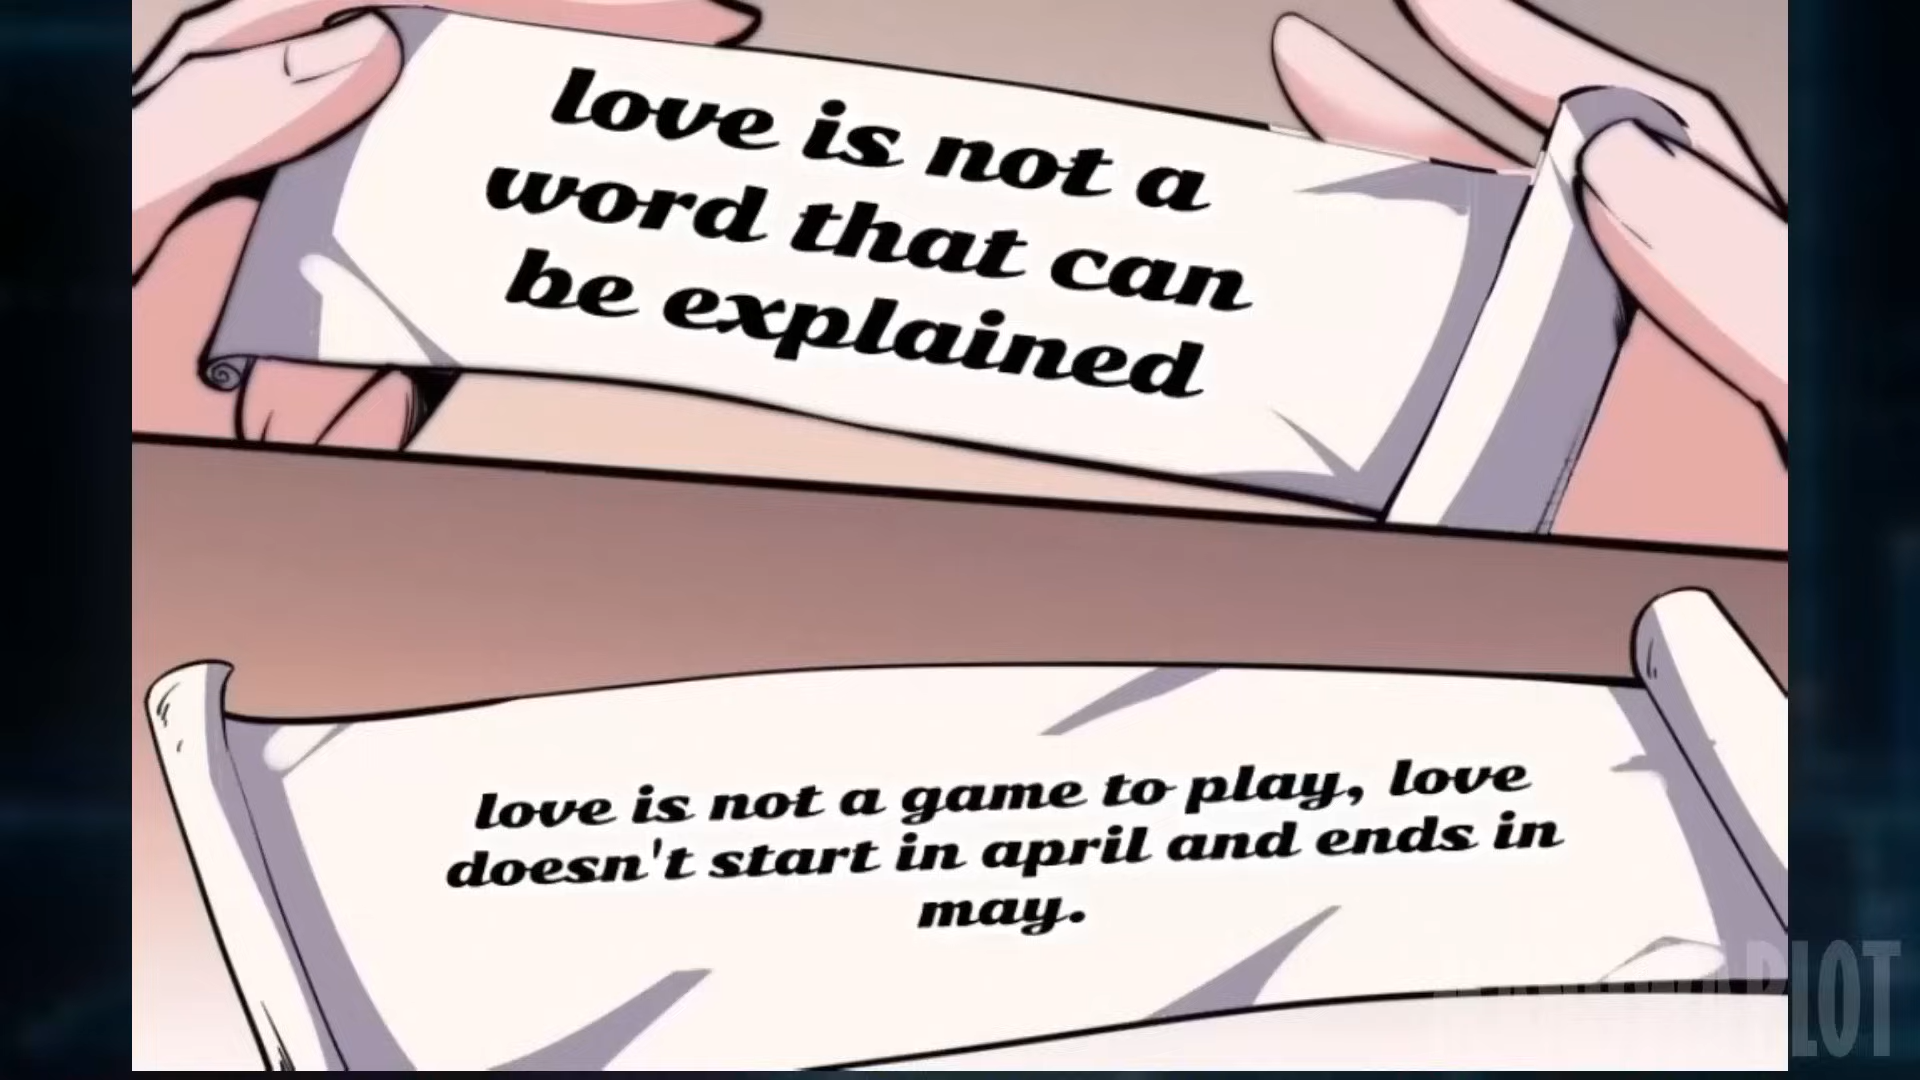 love is not a
word that can
be explained
love is not a game to play, love
doesn't start in april and ends in
may.